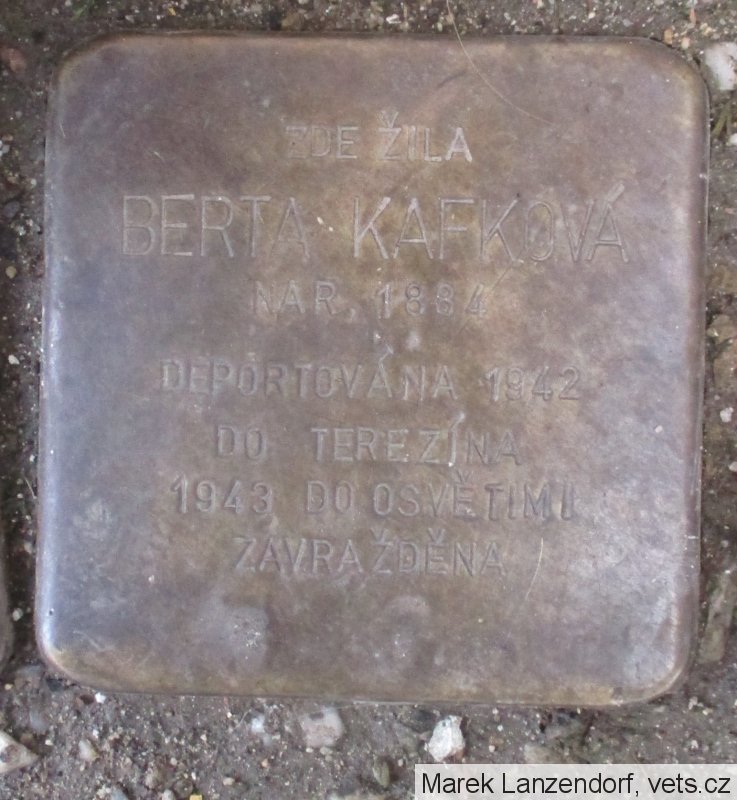 ZDE ŽILA
BERTA KAFKOVÁ
NAR. 1884
DEPORTOVÁNA 1942
DO TEREZÍNA
1943 DO OSVĚTIMI
ZAVRAŽDĚNA
Marek Lanzendorf, vets.cz